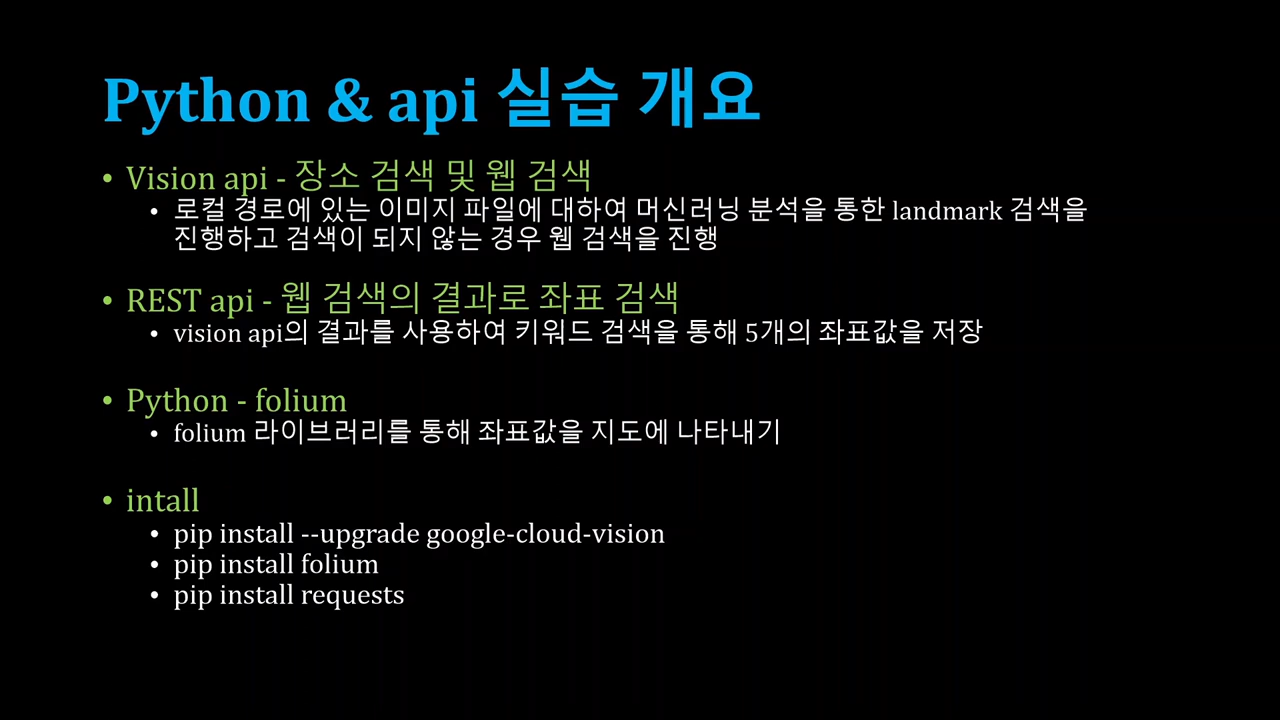 Python & api 실습 개요
• Vision api - 장소 검색 및 웹 검색
• 로컬 경로에 있는 이미지 파일에 대하여 머신러닝 분석을 통한 landmark 검색을
진행하고 검색이 되지 않는 경우 웹 검색을 진행
• REST api - 웹 검색의 결과로 좌표 검색
• vision api의 결과를 사용하여 키워드 검색을 통해 5개의 좌표값을 저장
• Python - folium
• folium 라이브러리를 통해 좌표값을 지도에 나타내기
• intall
• pip install --upgrade google-cloud-vision
• pip install folium
• pip install requests